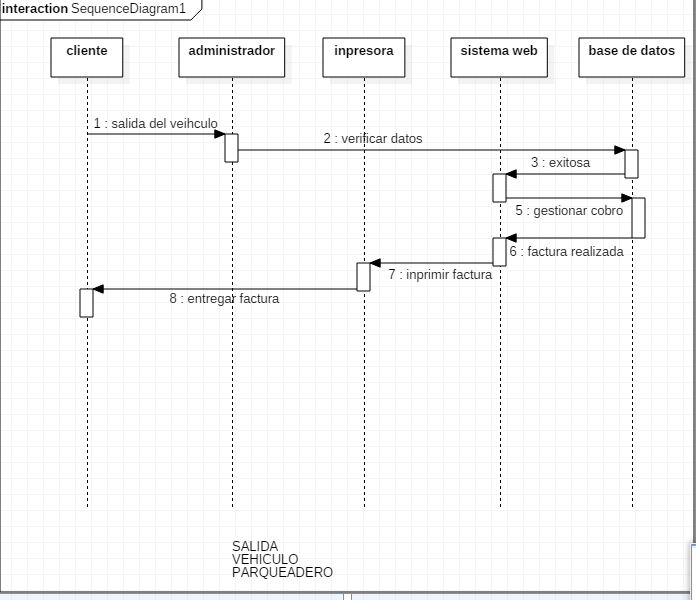 interaction SequenceDiagram1
cliente
administrador
inpresora
sistema web
base de datos
1 : salida del veihculo
2 : verificar datos
3 : exitosa
5 : gestionar cobro
6 : factura realizada
7 : inprimir factura
8 : entregar factura
SALIDA
VEHICULO
PARQUEADERO